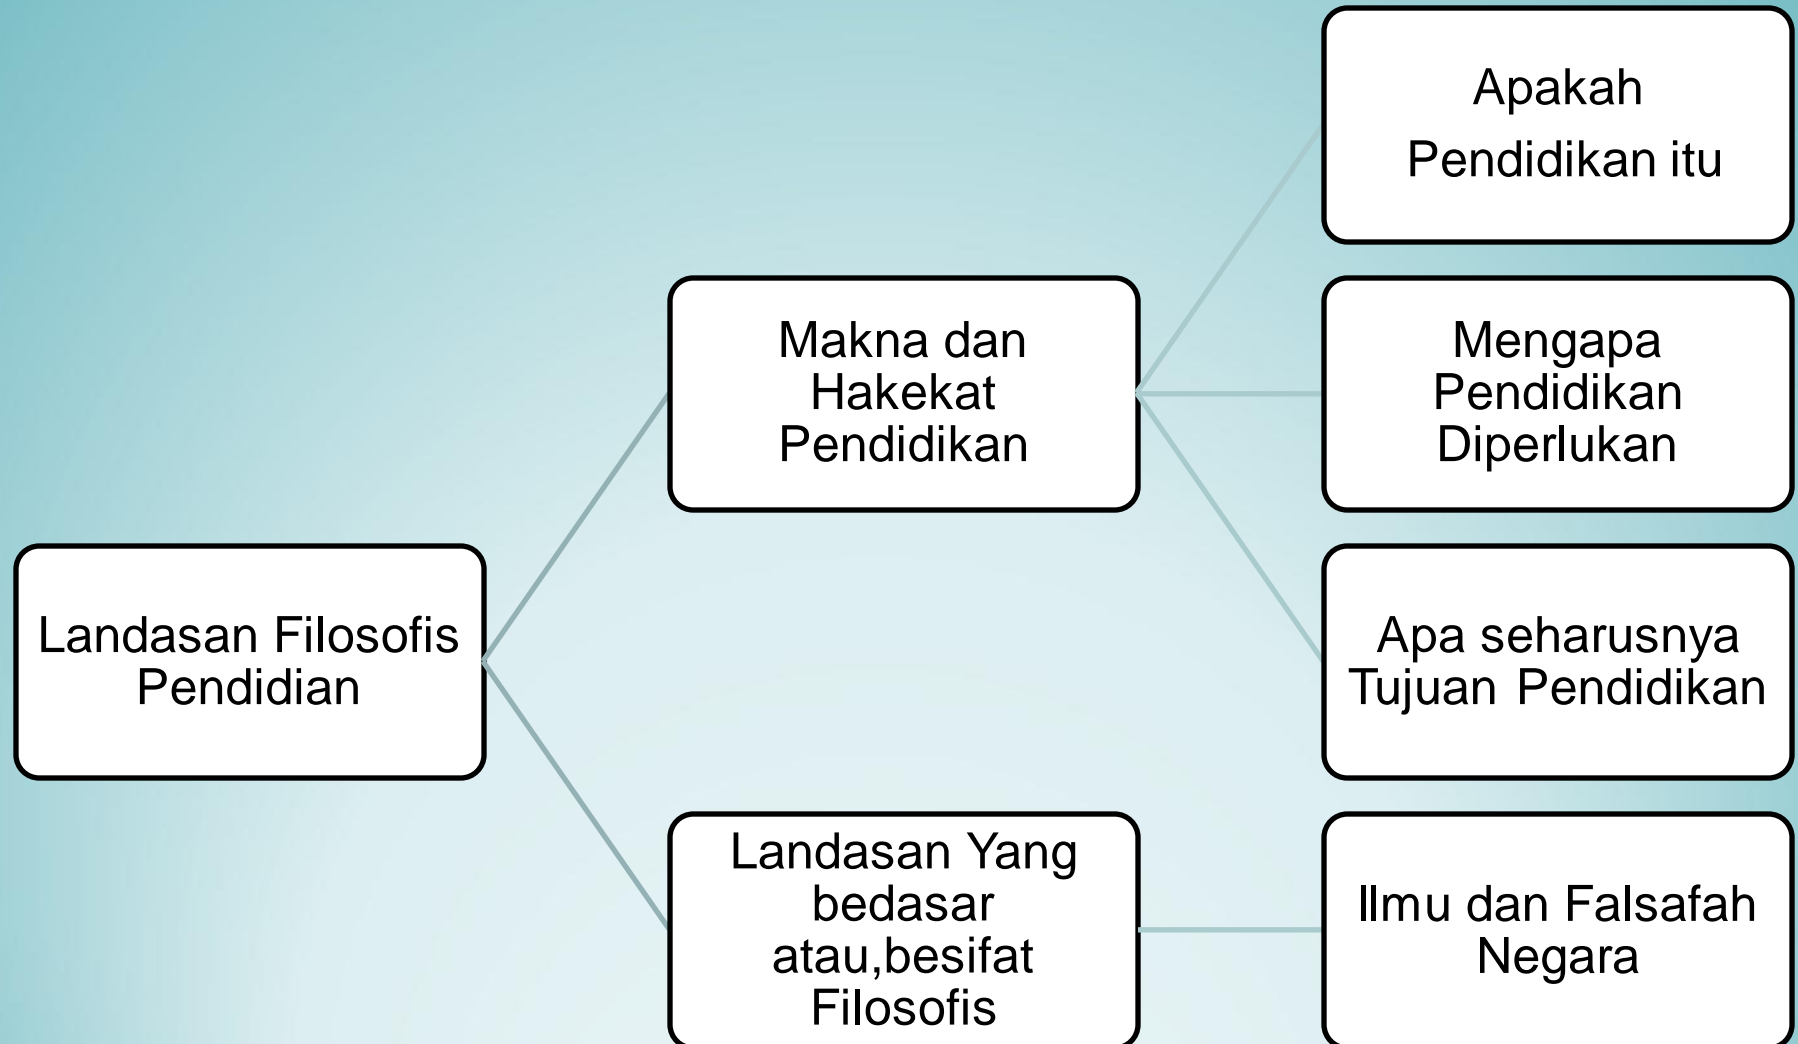 Landasan Filosofis
Pendidian
Makna dan
Hakekat
Pendidikan
Apakah
Pendidikan itu
Mengapa
Pendidikan
Diperlukan
Apa seharusnya
Tujuan Pendidikan
Landasan Yang
bedasar
atau,besifat
Filosofis
Ilmu dan Falsafah
Negara